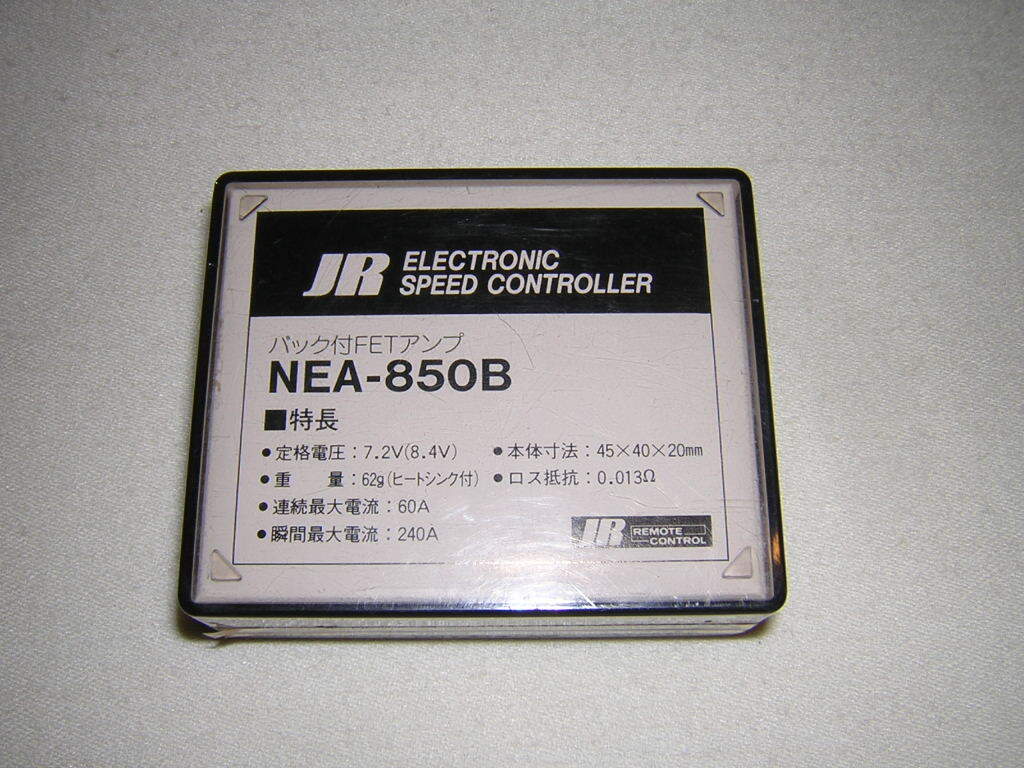 JR ELECTRONIC
SPEED CONTROLLER
バック付FETアンプ
NEA-850B
■特長
●定格電圧：7.2V(8.4V)
●重　量：62g(ヒートシンク付)
●連続最大電流：60A
●瞬間最大電流：240A
●本体寸法：45×40×20mm
●ロス抵抗：0.013Ω
JR REMOTE
CONTROL